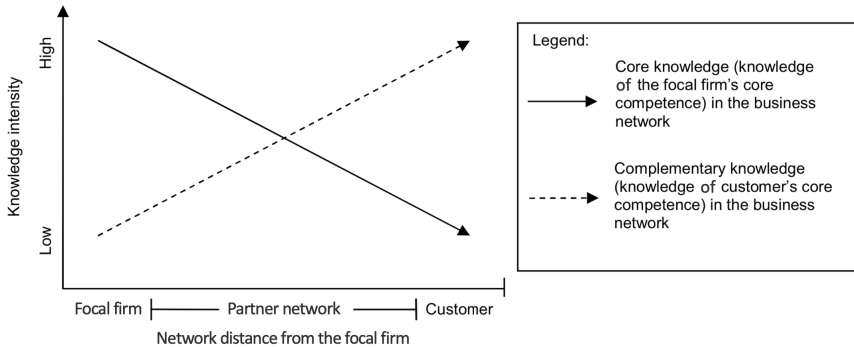 High
Knowledge intensity
Low
Focal firm
Partner network
Customer
Network distance from the focal firm
Legend:
Core knowledge (knowledge
of the focal firm's core
competence) in the business
network
Complementary knowledge
(knowledge of customer's core
competence) in the business
network